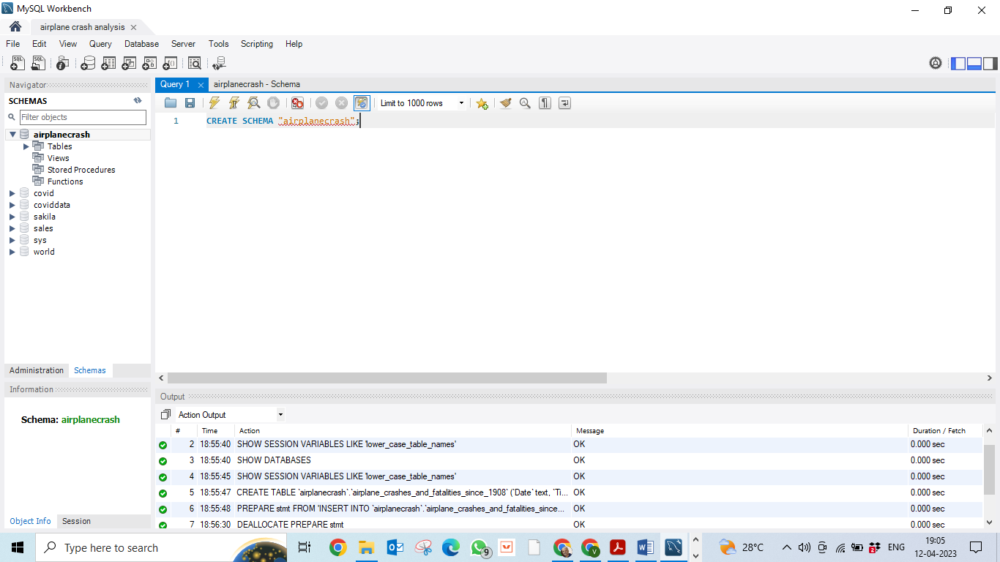 MySQL Workbench
airplane crash analysis
File Edit View Query Database Server Tools Scripting Help
Navigator
SCHEMAS
Filter objects
airplanecrash
Tables
Views
Stored Procedures
Functions
covid
coviddata
sakila
sales
sys
world
Administration Schemas
Information
Schema: airplanecrash
Object Info Session
Query 1 airplanecrash - Schema
Limit to 1000 rows
1 CREATE SCHEMA "airplanecrash";
Output
Action Output
# Time Action Message Duration / Fetch
2 18:55:40 SHOW SESSION VARIABLES LIKE 'lower_case_table_names' OK 0.000 sec
3 18:55:40 SHOW DATABASES OK 0.000 sec
4 18:55:45 SHOW SESSION VARIABLES LIKE 'lower_case_table_names' OK 0.000 sec
5 18:55:47 CREATE TABLE `airplanecrash`.`airplane_crashes_and_fatalities_since_1908` (`Date` text, `Ti... OK 0.000 sec
6 18:55:48 PREPARE stmt FROM 'INSERT INTO `airplanecrash`.`airplane_crashes_and_fatalities_since... OK 0.000 sec
7 18:56:30 DEALLOCATE PREPARE stmt OK 0.000 sec
Type here to search
9
28°C
ENG
19:05
12-04-2023